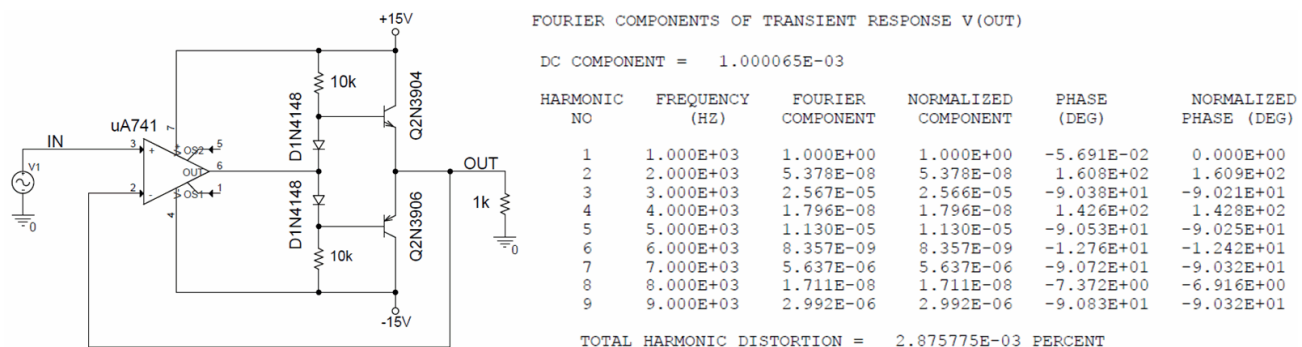 +15V
10k
Q2N3904
uA741
7
IN
3
+
V+
OS2
5
D1N4148
V1
OUT
6
OUT
2
-
V-
OS1
1
4
D1N4148
1k
0
Q2N3906
10k
0
-15V
FOURIER COMPONENTS OF TRANSIENT RESPONSE V(OUT)
DC COMPONENT = 1.000065E-03
HARMONIC FREQUENCY FOURIER NORMALIZED PHASE NORMALIZED
NO (HZ) COMPONENT COMPONENT (DEG) PHASE (DEG)
1 1.000E+03 1.000E+00 1.000E+00 -5.691E-02 0.000E+00
2 2.000E+03 5.378E-08 5.378E-08 1.608E+02 1.609E+02
3 3.000E+03 2.567E-05 2.566E-05 -9.038E+01 -9.021E+01
4 4.000E+03 1.796E-08 1.796E-08 1.426E+02 1.428E+02
5 5.000E+03 1.130E-05 1.130E-05 -9.053E+01 -9.025E+01
6 6.000E+03 8.357E-09 8.357E-09 -1.276E+01 -1.242E+01
7 7.000E+03 5.637E-06 5.637E-06 -9.072E+01 -9.032E+01
8 8.000E+03 1.711E-08 1.711E-08 -7.372E+00 -6.916E+00
9 9.000E+03 2.992E-06 2.992E-06 -9.083E+01 -9.032E+01
TOTAL HARMONIC DISTORTION = 2.875775E-03 PERCENT